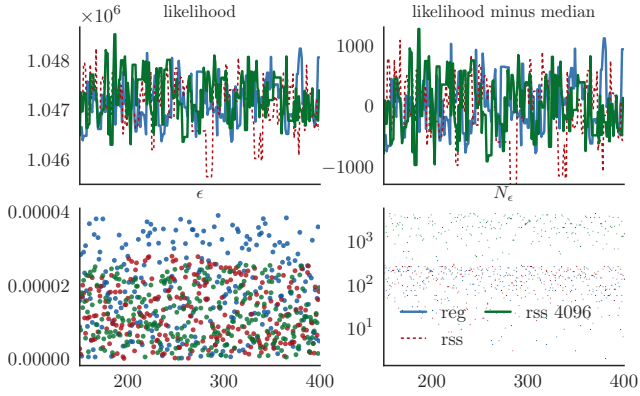 ×10⁶ likelihood
likelihood minus median
1.048
1.047
1.046
1000
0
−1000
ϵ
N_ϵ
0.00004
0.00002
0.00000
10³
10²
10¹
reg rss 4096
rss
200 300 400
200 300 400